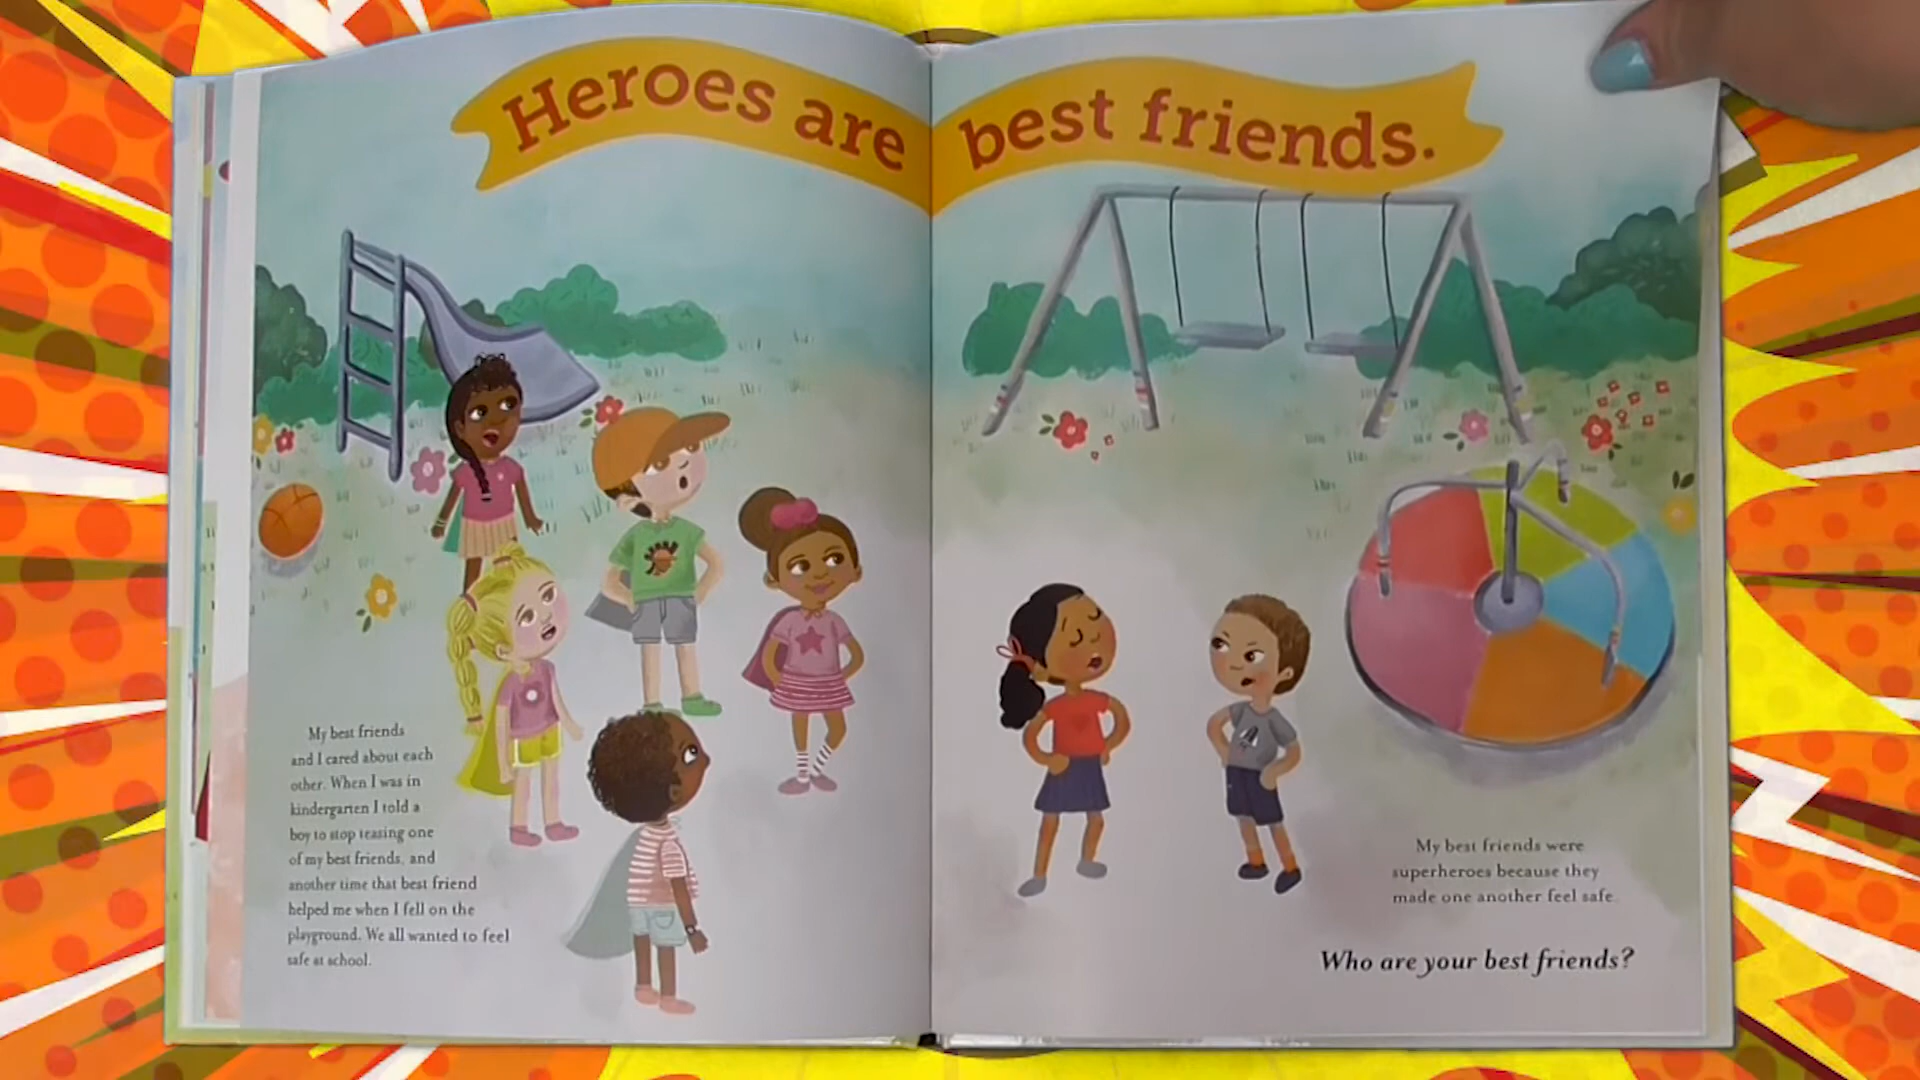 Heroes are best friends.
My best friends
and I cared about each
other. When I was in
kindergarten I told a
boy to stop teasing one
of my best friends, and
another time that best friend
helped me when I fell on the
playground. We all wanted to feel
safe at school.
My best friends were
superheroes because they
made one another feel safe.
Who are your best friends?